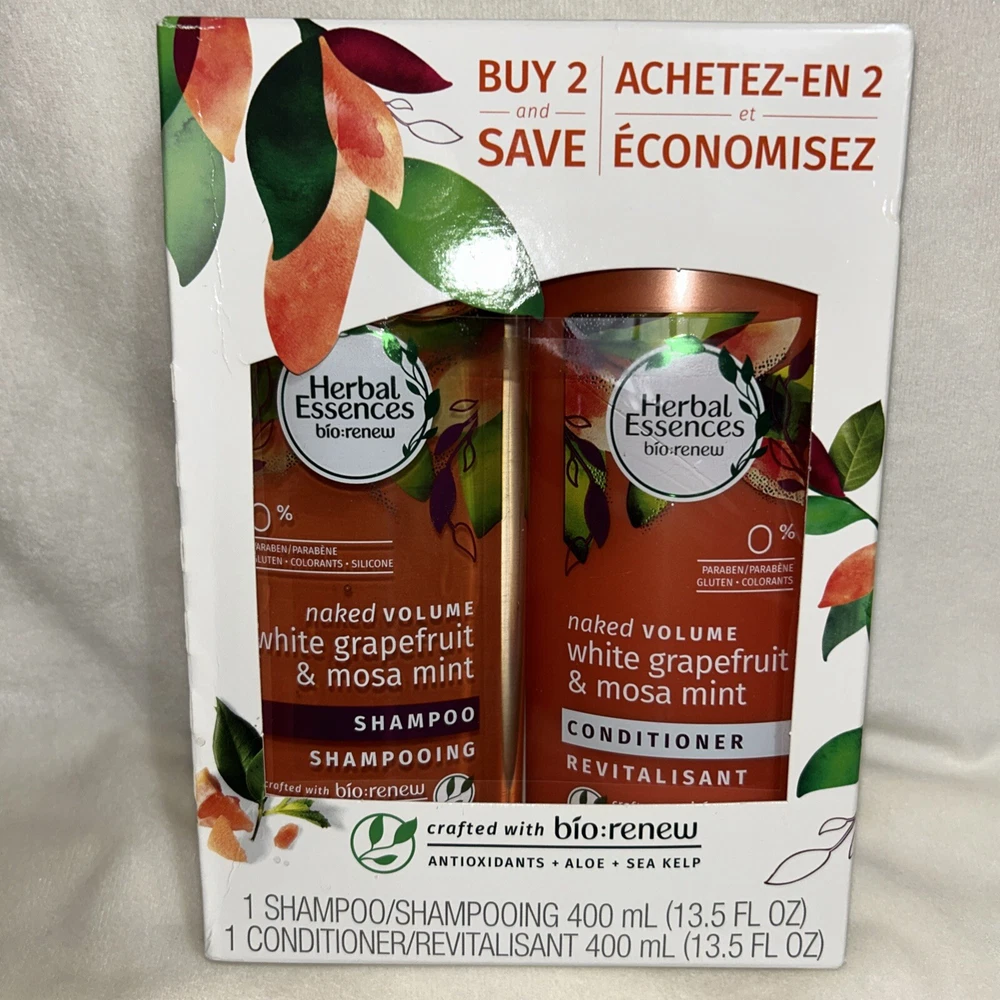 BUY 2
and
SAVE
ACHETEZ-EN 2
et
ÉCONOMISEZ
Herbal
Essences
bío:renew
0%
PARABEN/PARABÈNE
GLUTEN • COLORANTS • SILICONE
naked VOLUME
white grapefruit
& mosa mint
SHAMPOO
SHAMPOOING
crafted with bío:renew
Herbal
Essences
bío:renew
0%
PARABEN/PARABÈNE
GLUTEN • COLORANTS
naked VOLUME
white grapefruit
& mosa mint
CONDITIONER
REVITALISANT
crafted with bío:renew
ANTIOXIDANTS + ALOE + SEA KELP
1 SHAMPOO/SHAMPOOING 400 mL (13.5 FL OZ)
1 CONDITIONER/REVITALISANT 400 mL (13.5 FL OZ)